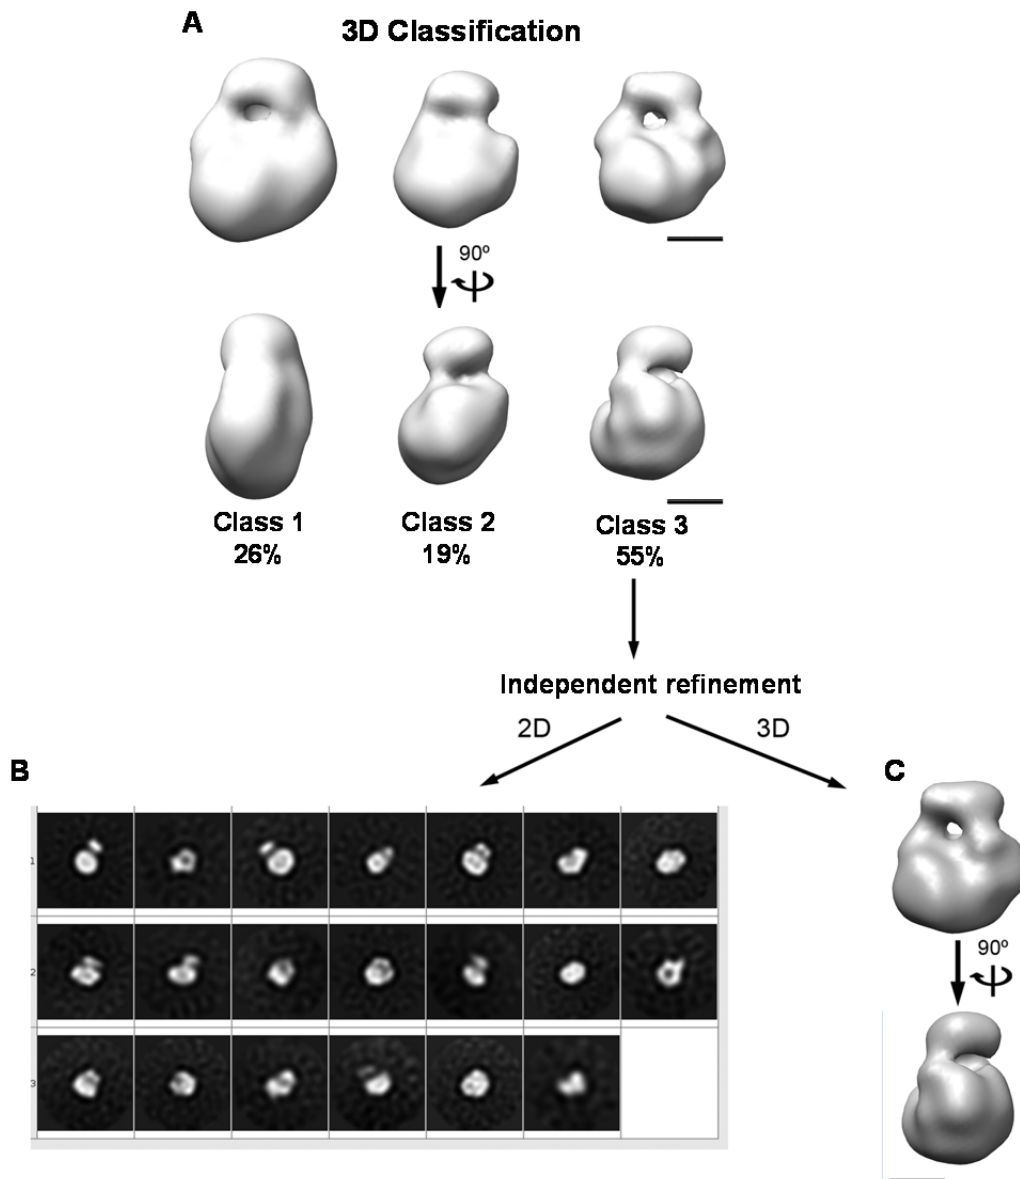 A
3D Classification
90º
Class 1
26%
Class 2
19%
Class 3
55%
Independent refinement
2D
3D
B
C
1
2
3
90º